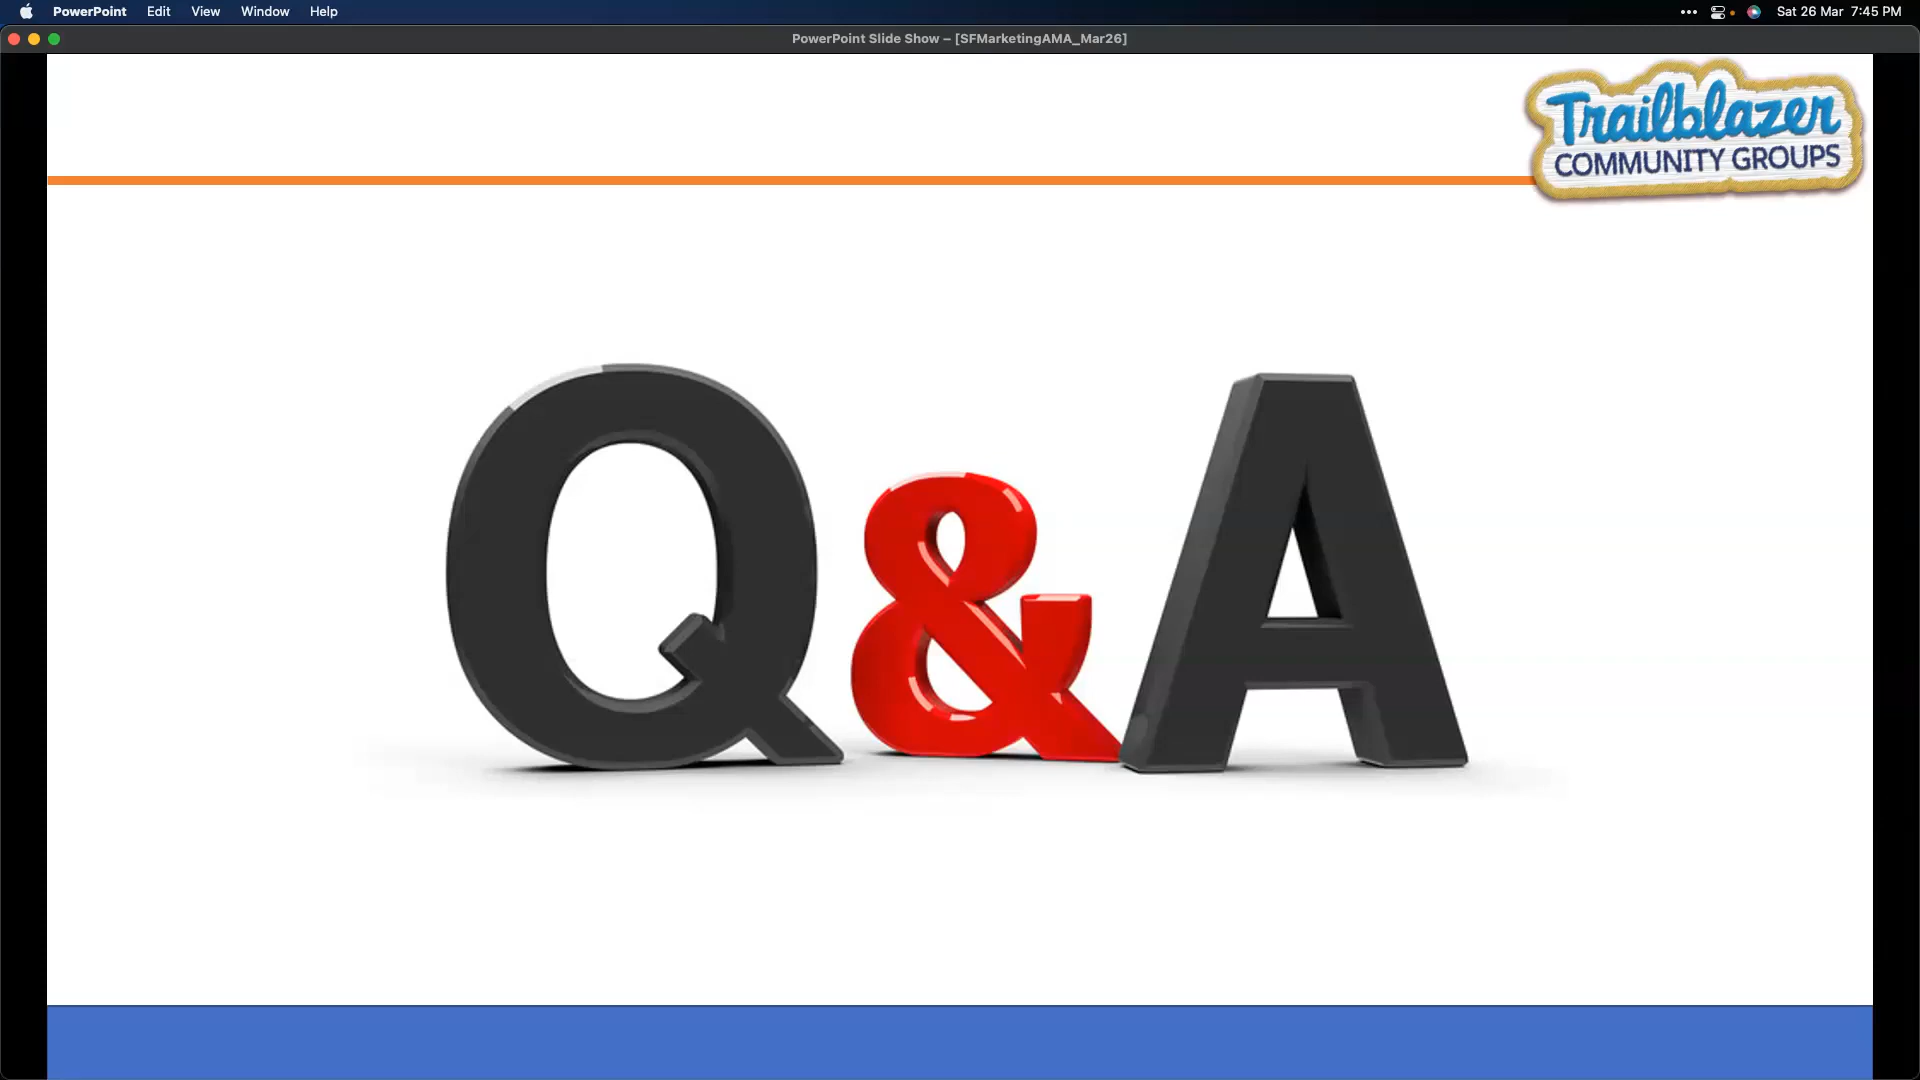 PowerPoint Edit View Window Help ••• Sat 26 Mar 7:45 PM
PowerPoint Slide Show – [SFMarketingAMA_Mar26]
Trailblazer
COMMUNITY GROUPS
Q&A